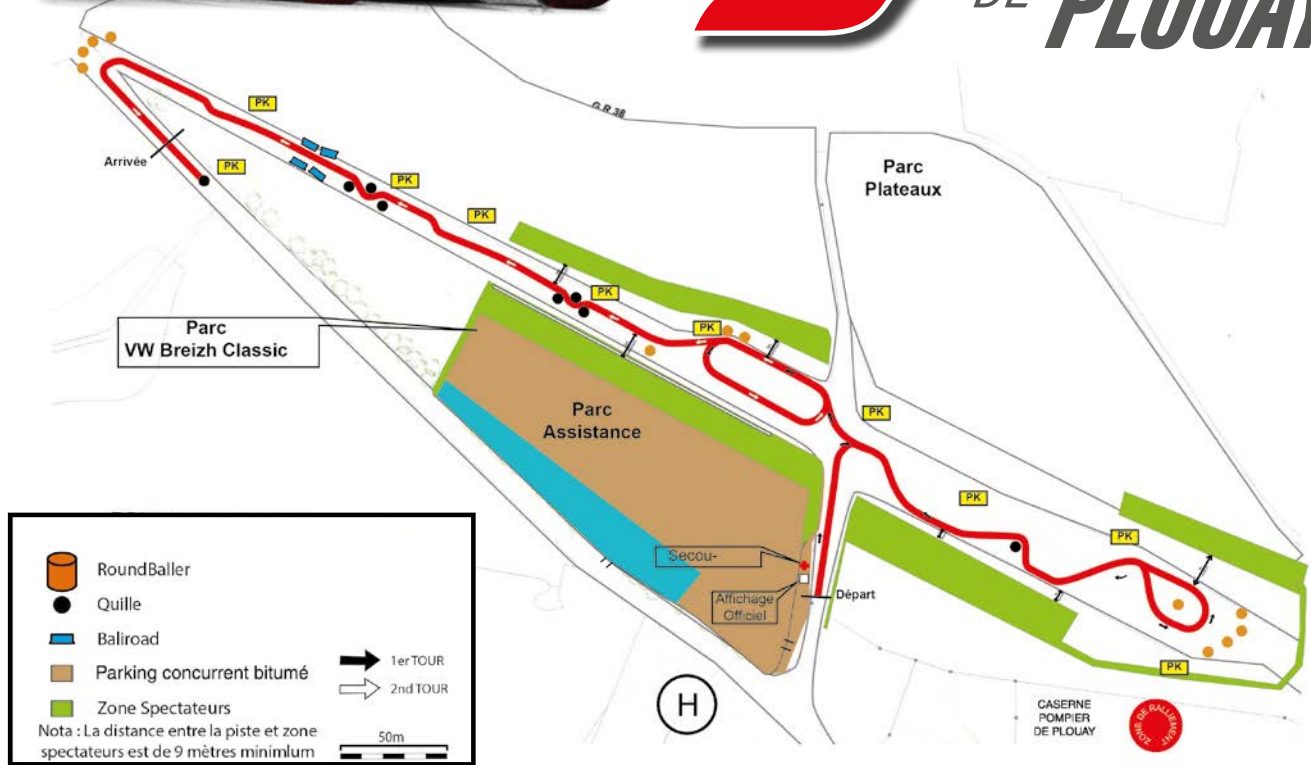 DE
PLOUAY
G R 38
PK
Arrivée
PK
PK
PK
Parc
Plateaux
PK
PK
Parc
VW Breizh Classic
Parc
Assistance
PK
PK
PK
Secou-
Affichage
Officiel
Départ
PK
H
CASERNE
POMPIER
DE PLOUAY
ZONE DE RALLIEMENT
RoundBaller
Quille
Baliroad
Parking concurrent bitumé
Zone Spectateurs
1er TOUR
2nd TOUR
Nota : La distance entre la piste et zone
spectateurs est de 9 mètres minimlum
50m